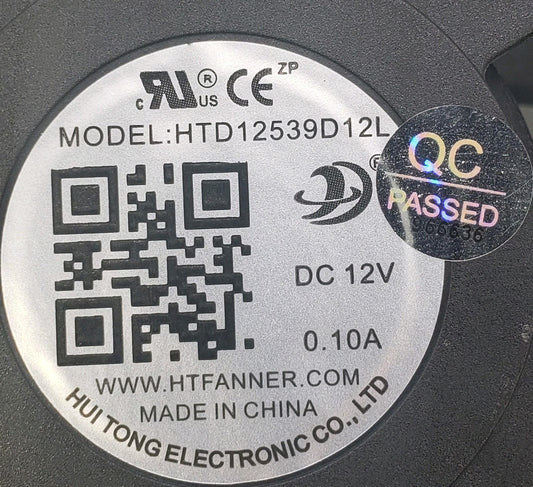 c RU ® US CE ZP
MODEL:HTD12539D12L
®
QC
PASSED
DC 12V
0.10A
WWW.HTFANNER.COM
MADE IN CHINA
HUI TONG ELECTRONIC CO., LTD